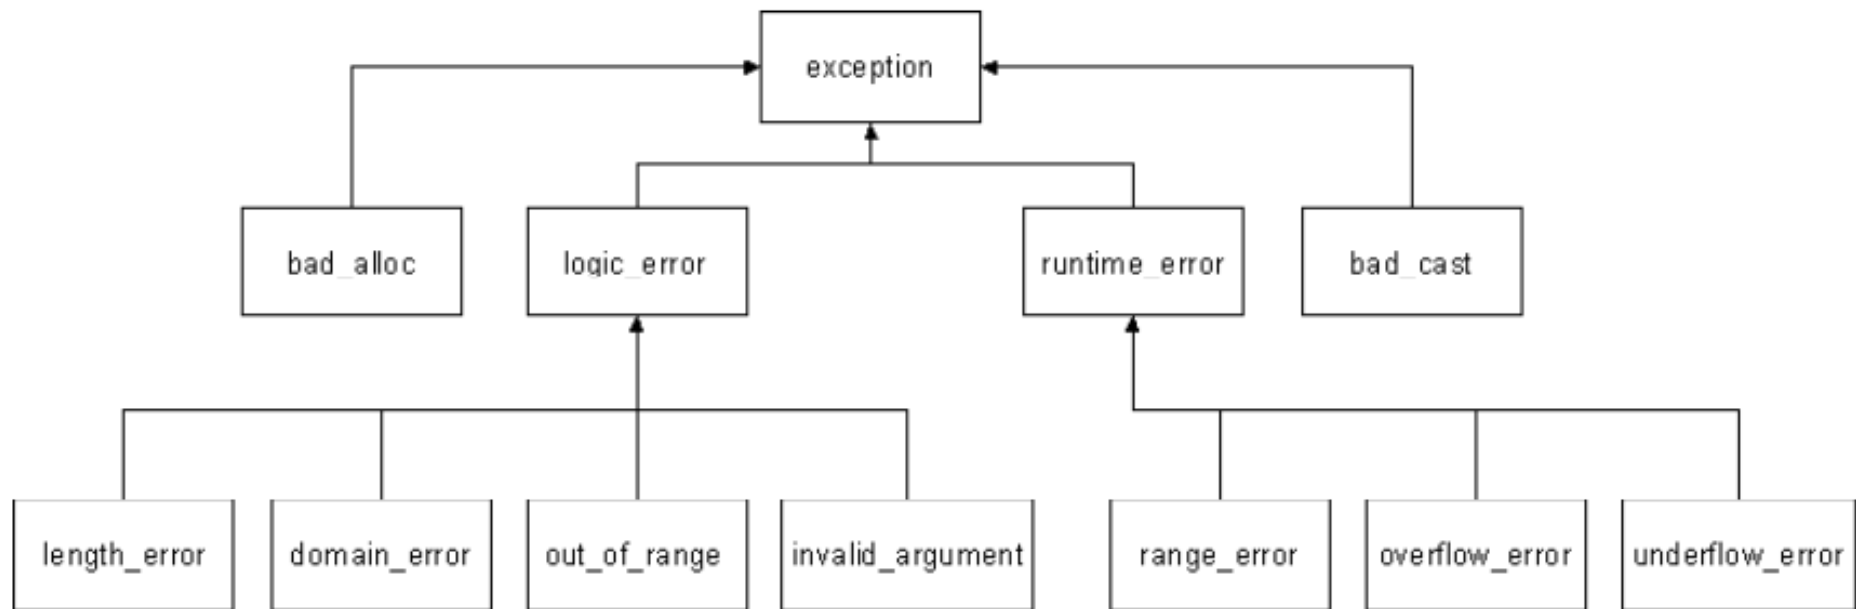 exception
bad_alloc
logic_error
runtime_error
bad_cast
length_error
domain_error
out_of_range
invalid_argument
range_error
overflow_error
underflow_error